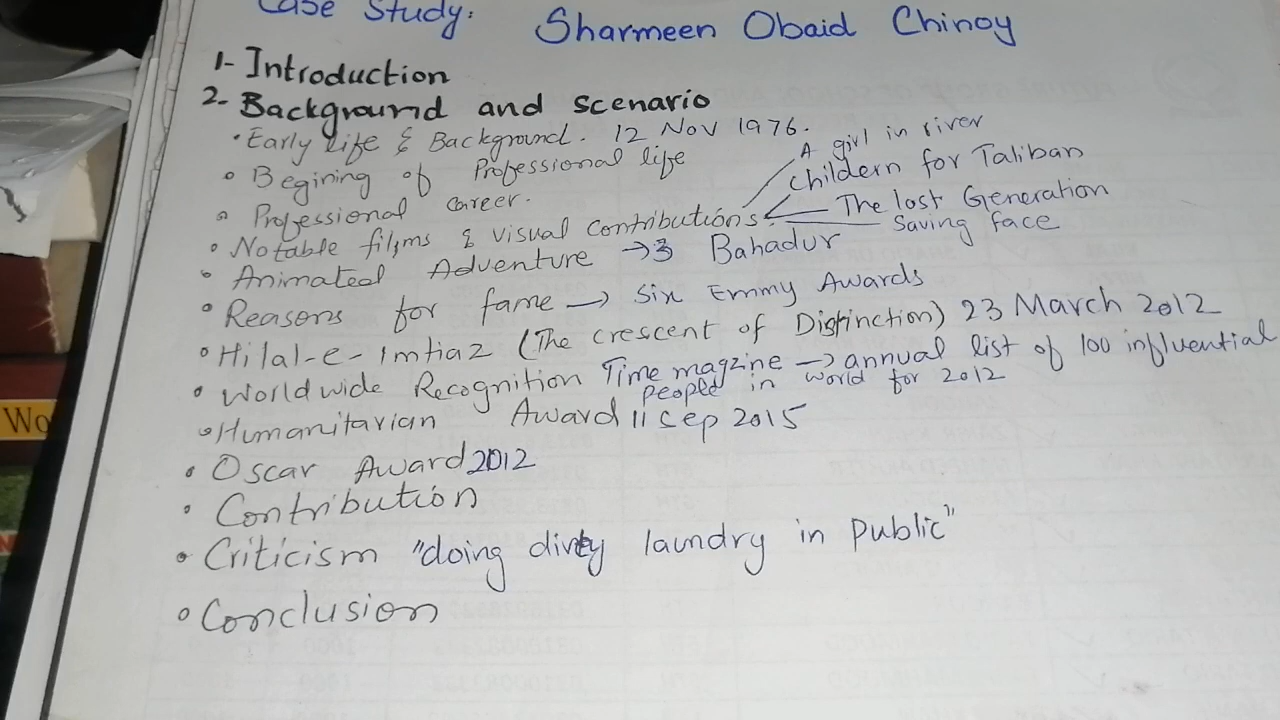 Case Study: Sharmeen Obaid Chinoy
1- Introduction
2- Background and scenario
• Early life & Background. 12 Nov 1976.
• Begining of Professional life
• Professional career.
• Notable films & visual contributions.
A girl in river
Childern for Taliban
The lost Generation
Saving face
• Animated Adventure → 3 Bahadur
• Reasons for fame → Six Emmy Awards
• Hilal-e-Imtiaz (The crescent of Distinction) 23 March 2012
• Worldwide Recognition Time magzine → annual list of 100 influential
people in world for 2012
• Humanitarian Award 11 Sep 2015
• Oscar Award 2012
• Contribution
• Criticism "doing dirty laundry in public"
• Conclusion
Wo